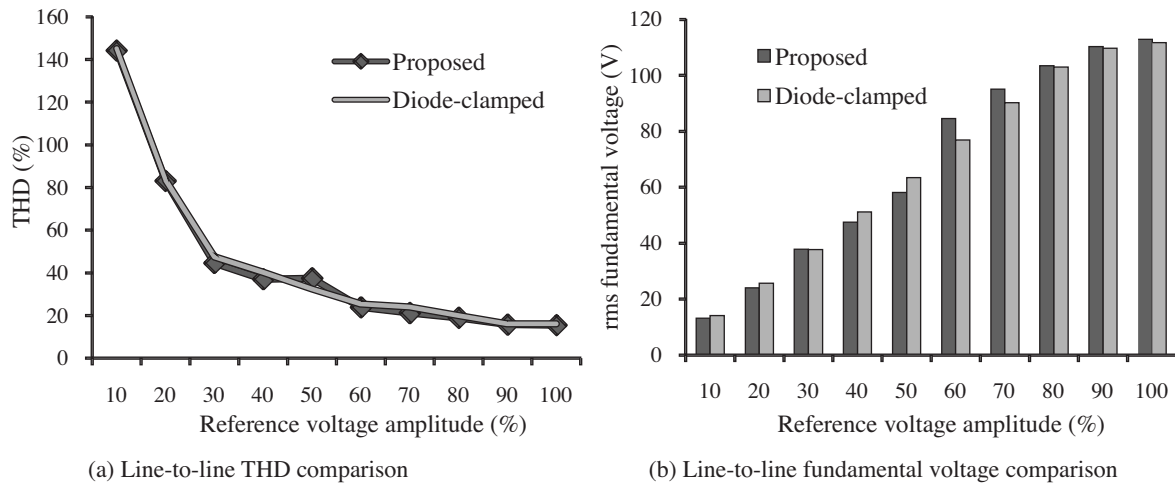 160
140
120
100
80
60
40
20
0
THD (%)
Proposed
Diode-clamped
10 20 30 40 50 60 70 80 90 100
Reference voltage amplitude (%)
(a) Line-to-line THD comparison
120
100
80
60
40
20
0
rms fundamental voltage (V)
Proposed
Diode-clamped
10 20 30 40 50 60 70 80 90 100
Reference voltage amplitude (%)
(b) Line-to-line fundamental voltage comparison